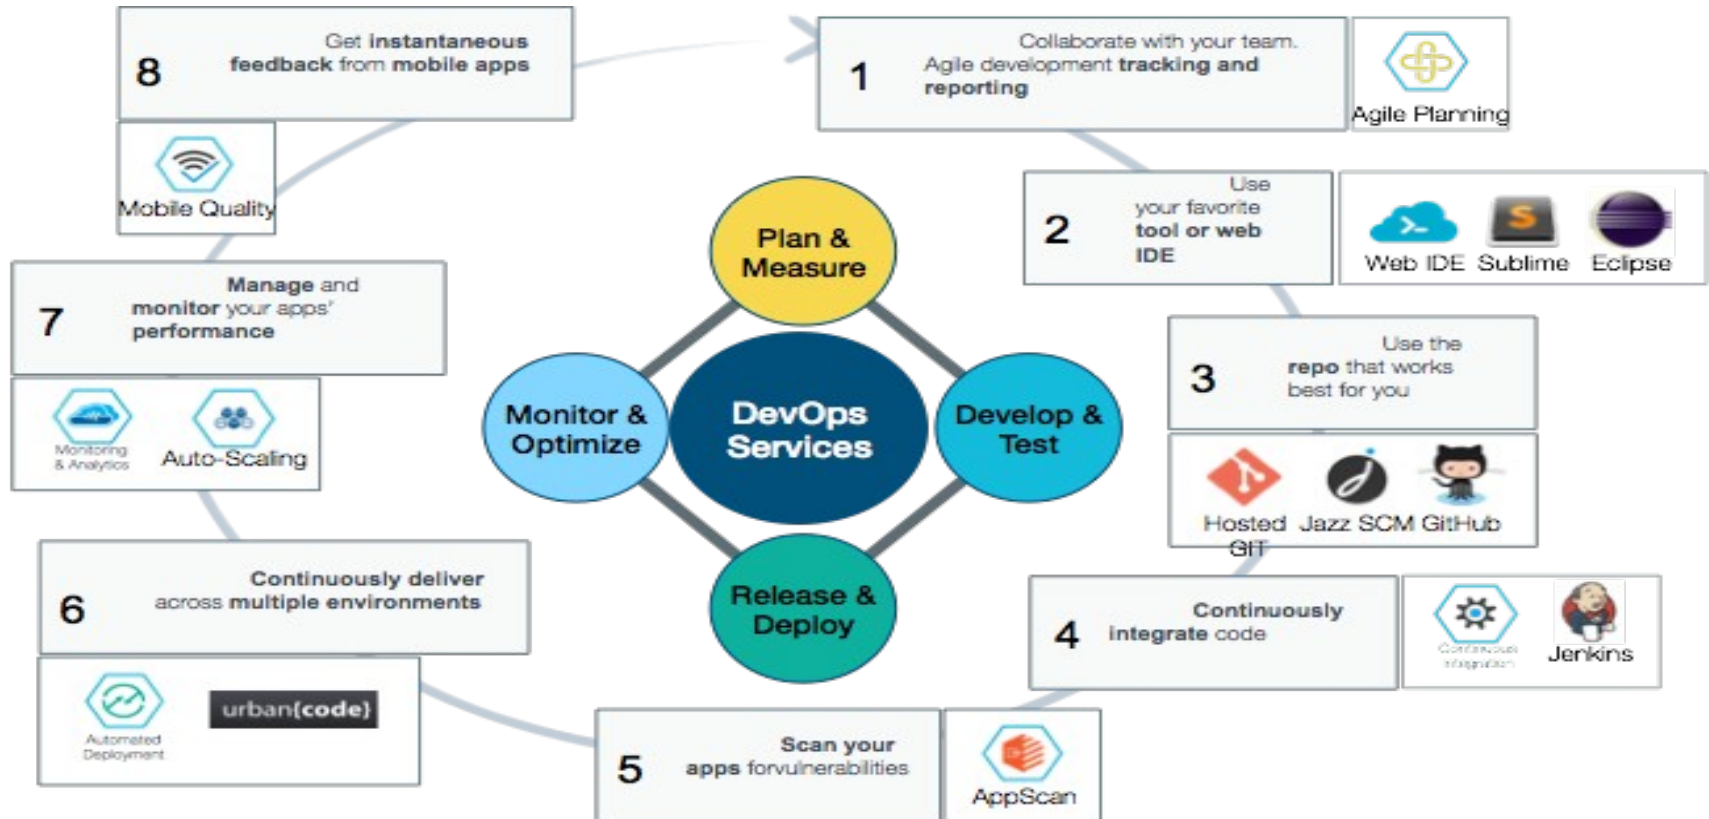 8
Get instantaneous
feedback from mobile apps
Mobile Quality
1
Collaborate with your team.
Agile development tracking and
reporting
Agile Planning
2
Use
your favorite
tool or web
IDE
Web IDE Sublime Eclipse
3
Use the
repo that works
best for you
Hosted Jazz SCM GitHub
GIT
4
Continuously
integrate code
Continuous
Integration
Jenkins
5
Scan your
apps forvulnerabilities
AppScan
6
Continuously deliver
across multiple environments
Automated
Deployment
urban{code}
7
Manage and
monitor your apps'
performance
Monitoring
& Analytics
Auto-Scaling
Plan &
Measure
Monitor &
Optimize
DevOps
Services
Develop &
Test
Release &
Deploy
S